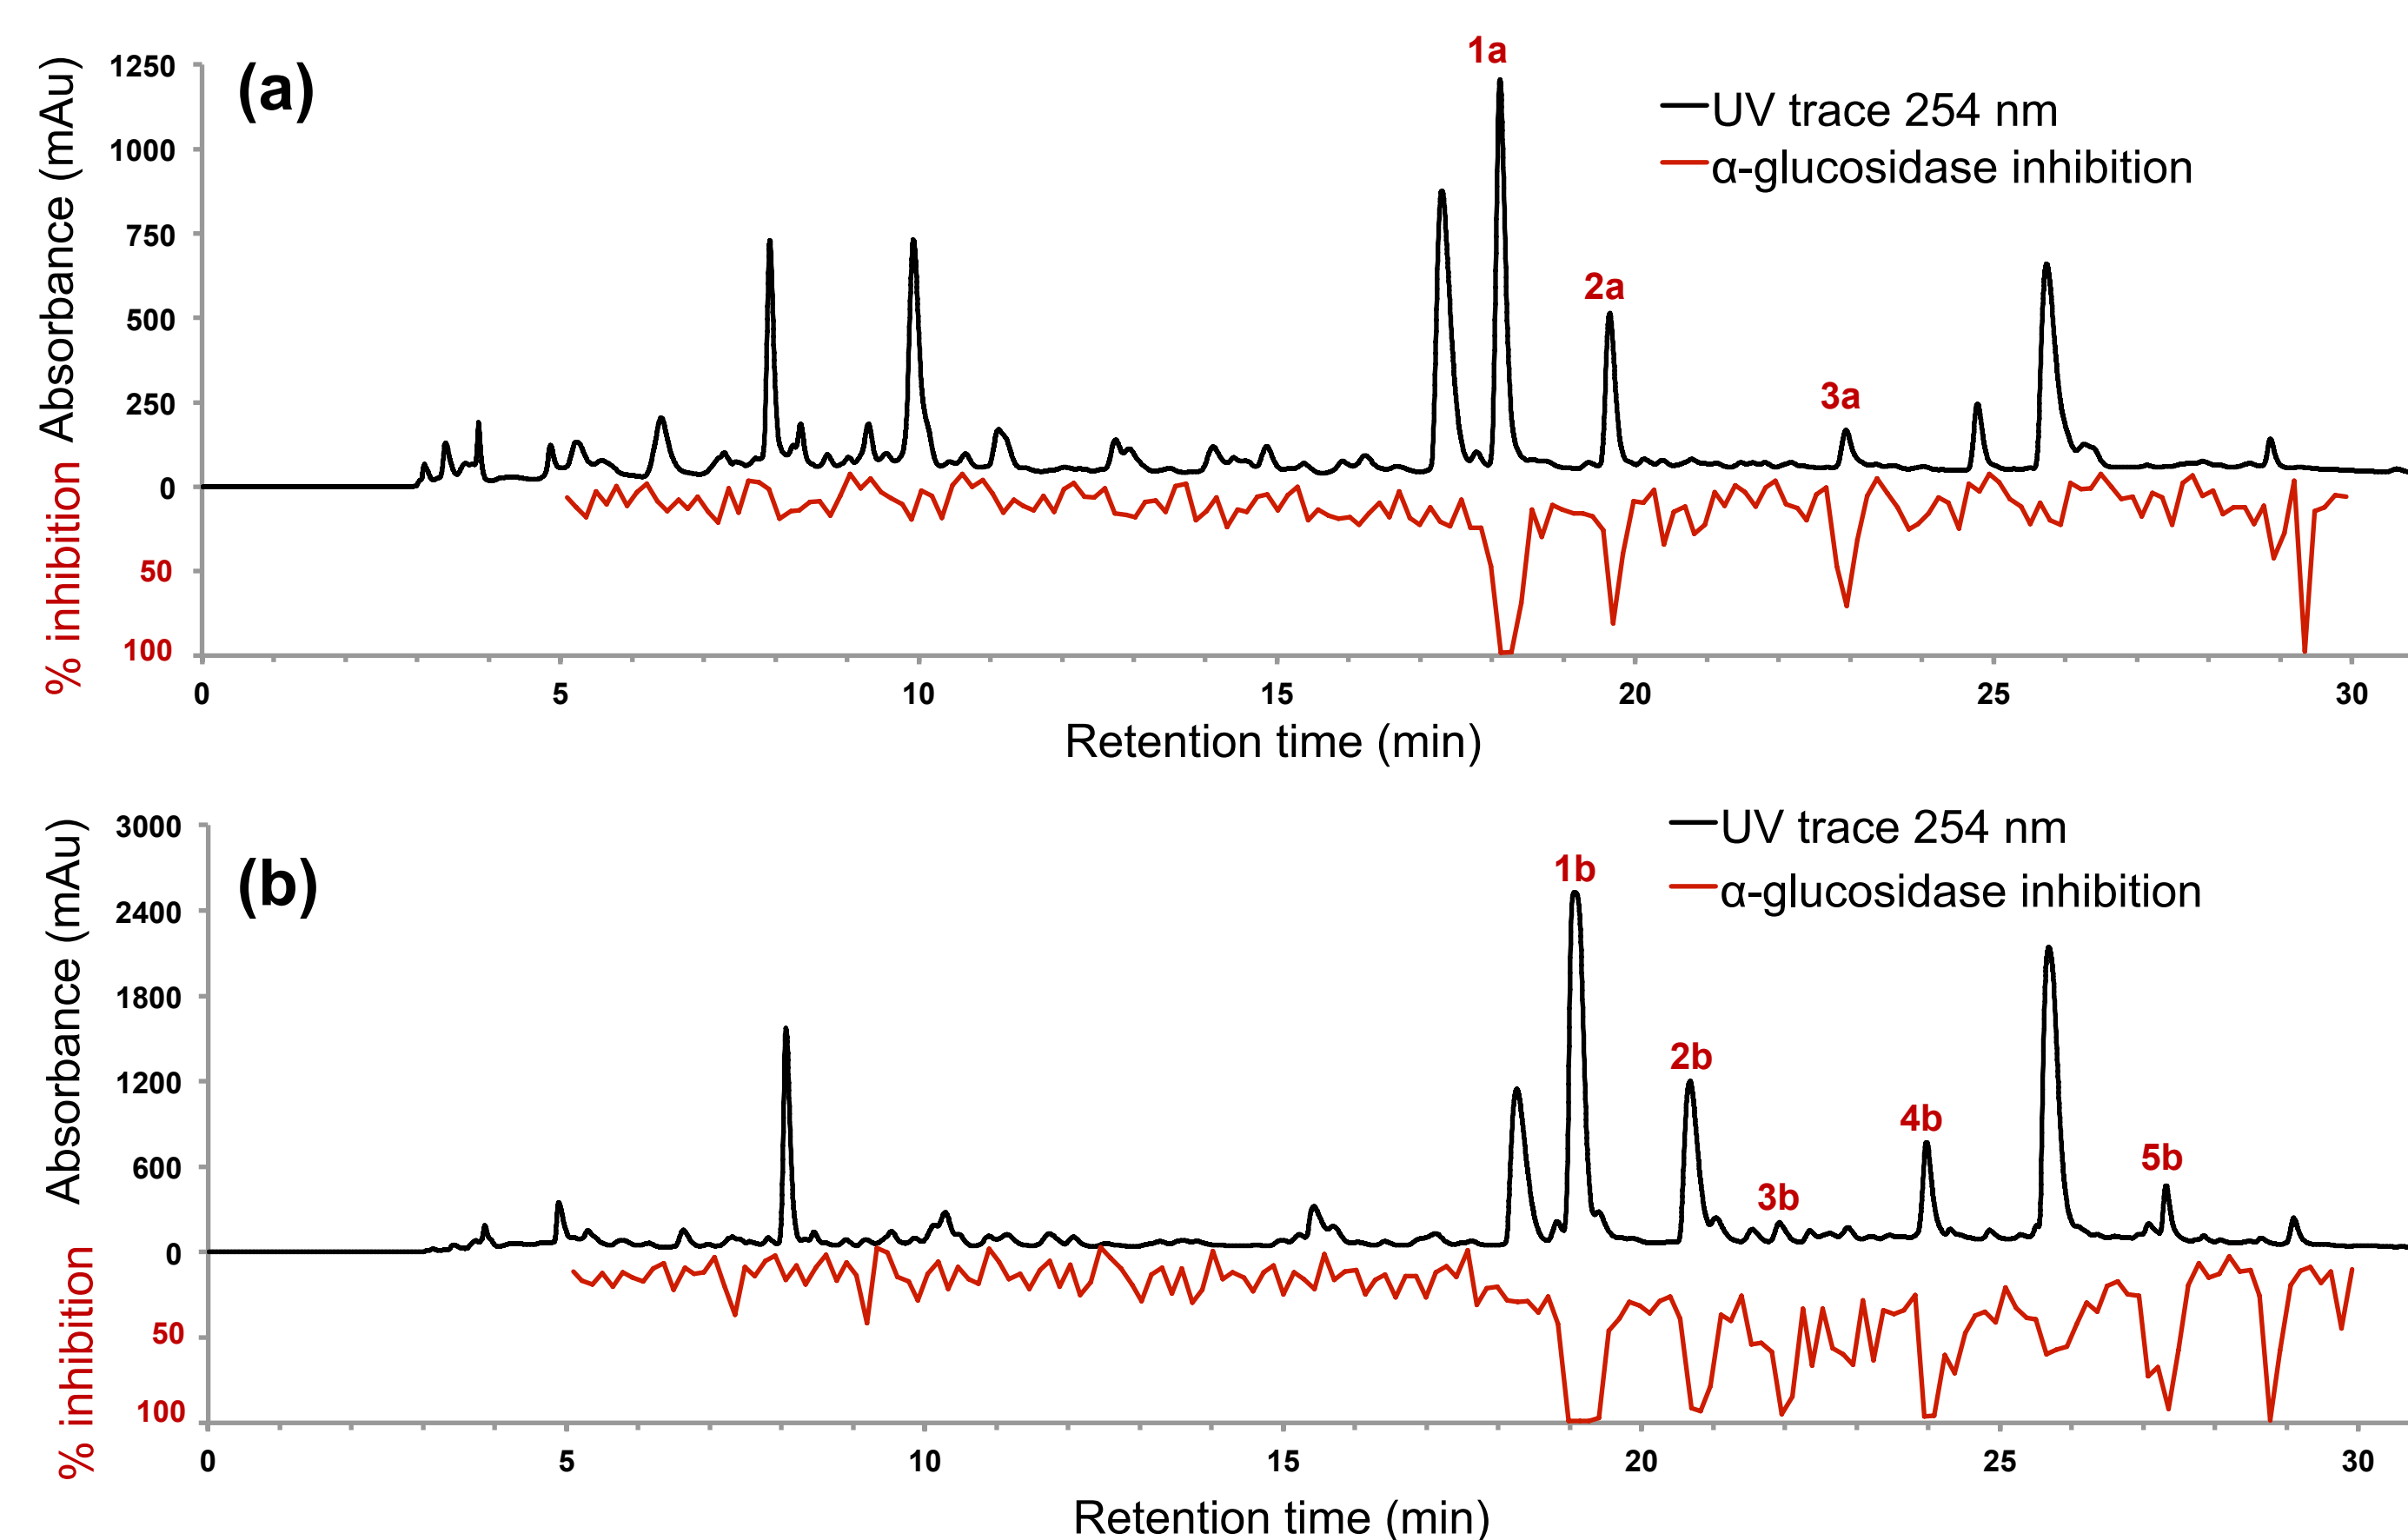 (a)
Absorbance (mAu)
% inhibition
1250
1000
750
500
250
0
50
100
1a
2a
3a
UV trace 254 nm
α-glucosidase inhibition
0 5 10 15 20 25 30
Retention time (min)
(b)
Absorbance (mAu)
% inhibition
3000
2400
1800
1200
600
0
50
100
1b
2b
3b
4b
5b
UV trace 254 nm
α-glucosidase inhibition
0 5 10 15 20 25 30
Retention time (min)